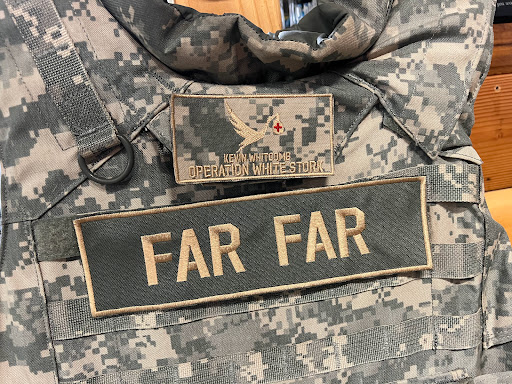 KEVIN WHITCOMB
OPERATION WHITE STORK
FAR FAR